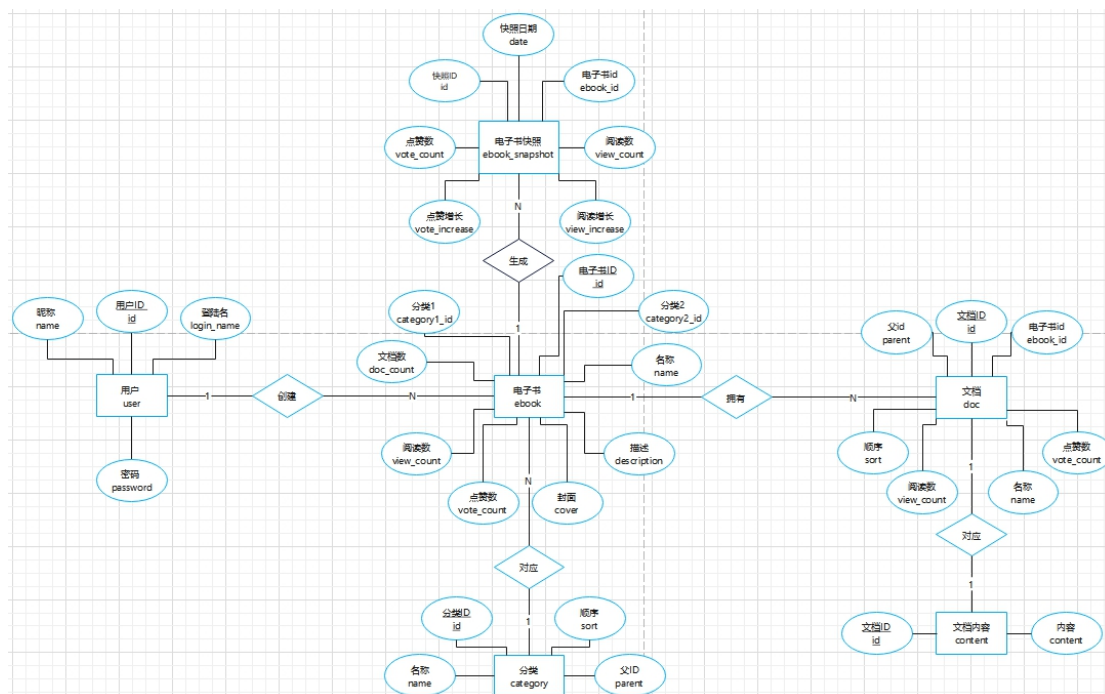 快照日期
date
快照ID
id
电子书id
ebook_id
点赞数
vote_count
电子书快照
ebook_snapshot
阅读数
view_count
点赞增长
vote_increase
N
阅读增长
view_increase
生成
电子书ID
id
1
昵称
name
用户ID
id
登陆名
login_name
分类1
category1_id
分类2
category2_id
父id
parent
文档ID
id
电子书id
ebook_id
文档数
doc_count
名称
name
用户
user
1
创建
N
电子书
ebook
1
拥有
N
文档
doc
密码
password
阅读数
view_count
点赞数
vote_count
N
封面
cover
描述
description
顺序
sort
阅读数
view_count
1
名称
name
点赞数
vote_count
对应
1
对应
1
分类ID
id
顺序
sort
名称
name
分类
category
父ID
parent
文档ID
id
文档内容
content
内容
content